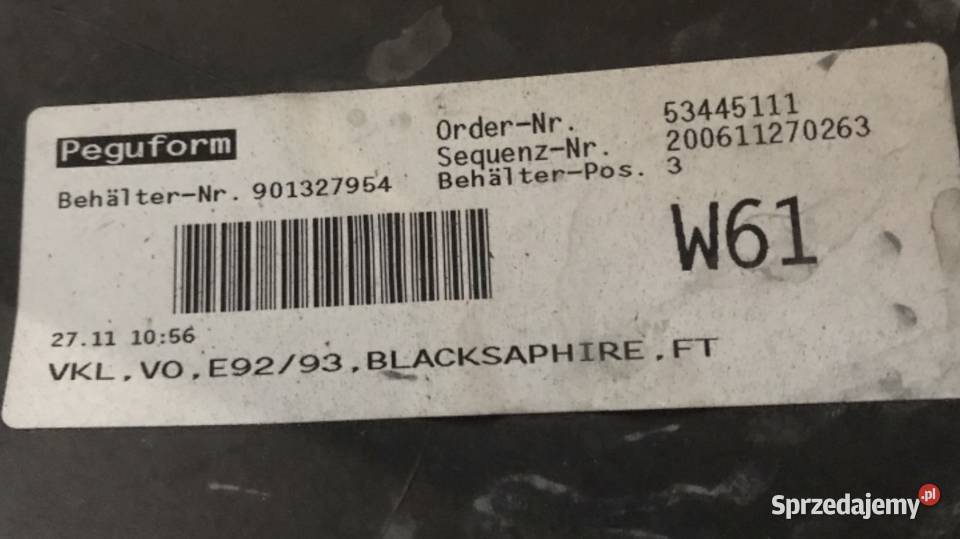 Peguform
Behälter-Nr. 901327954
Order-Nr. 53445111
Sequenz-Nr. 200611270263
Behälter-Pos. 3
W61
27.11 10:56
VKL,VO,E92/93,BLACKSAPHIRE,FT
Sprzedajemy.pl